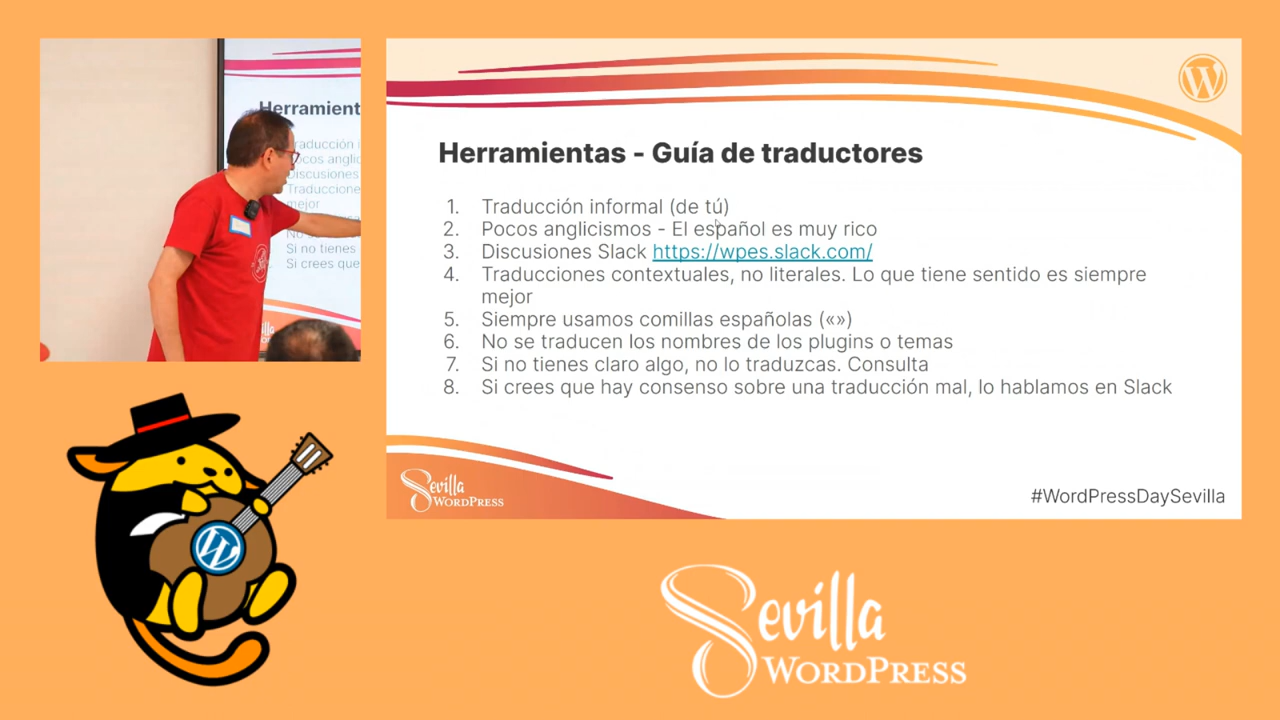 Herramient
raducción i
ocos anglic
Discusiones
Traduccione
mejor
No se
Si no tienes
Si crees que
Herramientas - Guía de traductores
1. Traducción informal (de tú)
2. Pocos anglicismos - El español es muy rico
3. Discusiones Slack https://wpes.slack.com/
4. Traducciones contextuales, no literales. Lo que tiene sentido es siempre
mejor
5. Siempre usamos comillas españolas («»)
6. No se traducen los nombres de los plugins o temas
7. Si no tienes claro algo, no lo traduzcas. Consulta
8. Si crees que hay consenso sobre una traducción mal, lo hablamos en Slack
Sevilla
WORDPRESS
#WordPressDaySevilla
Sevilla
WORDPRESS